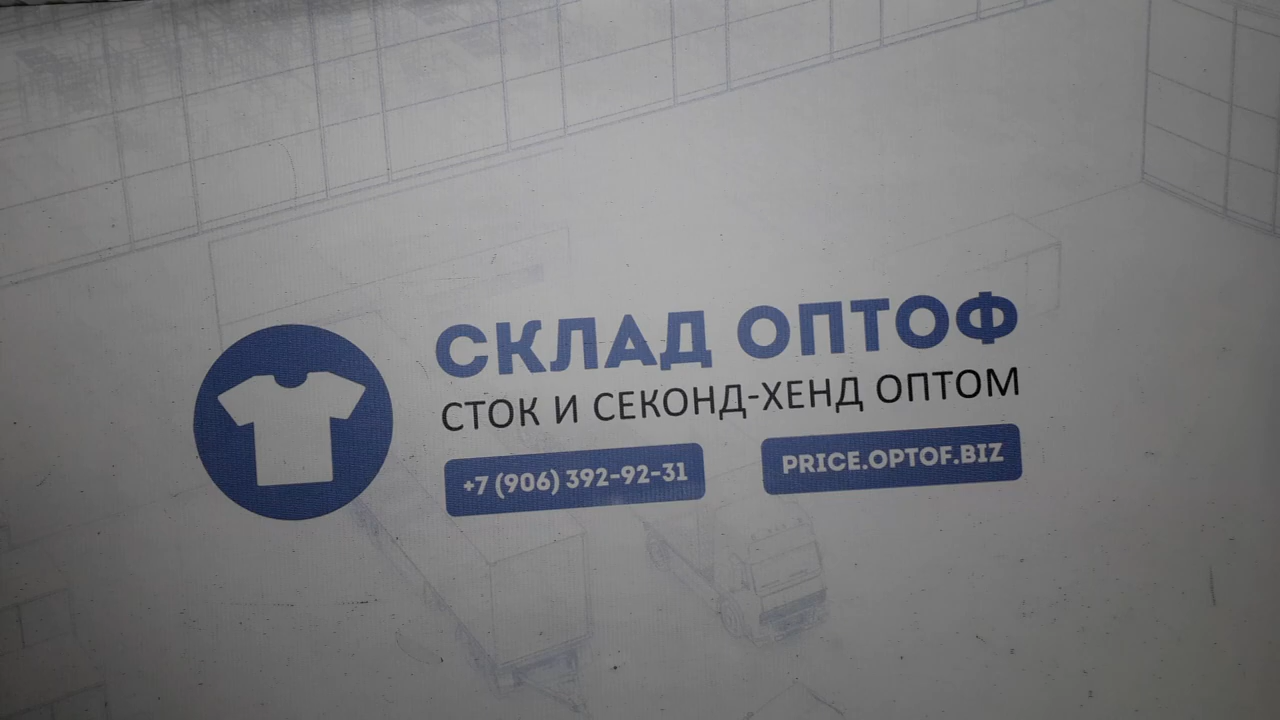 СКЛАД ОПТОФ
СТОК И СЕКОНД-ХЕНД ОПТОМ
+7 (906) 392-92-31
PRICE.OPTOF.BIZ